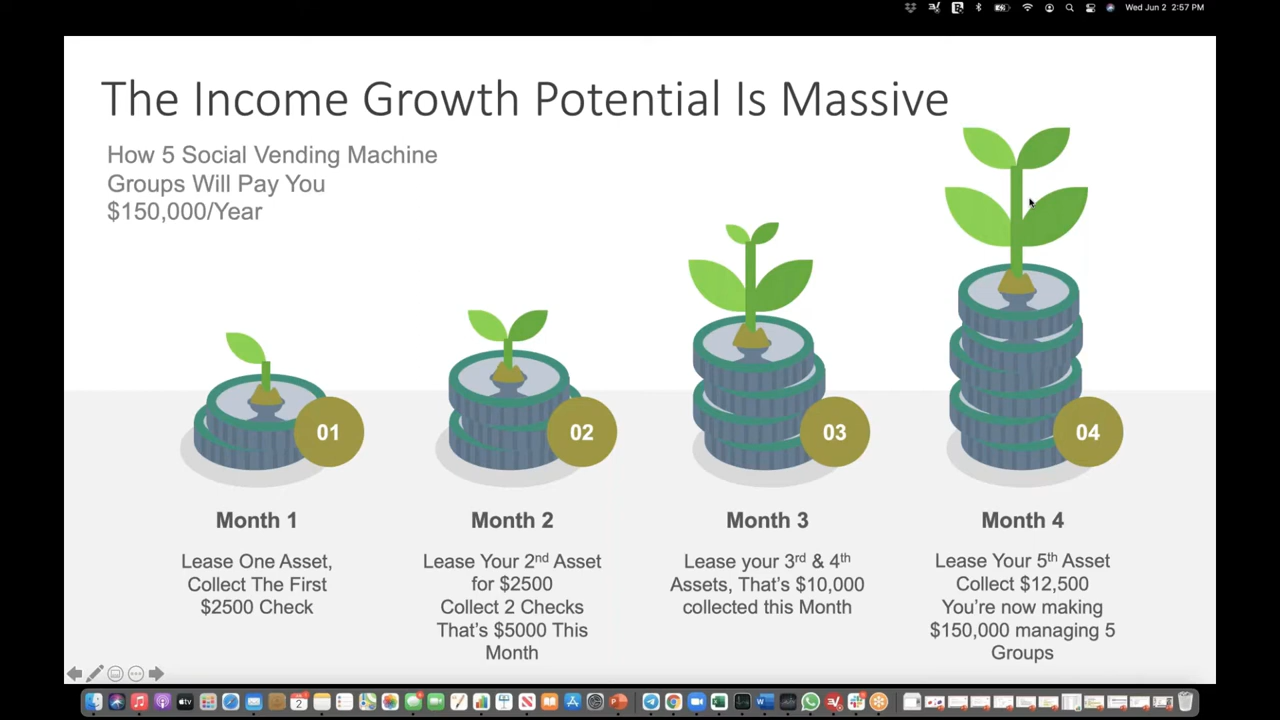 Wed Jun 2 2:57 PM
The Income Growth Potential Is Massive
How 5 Social Vending Machine
Groups Will Pay You
$150,000/Year
01
02
03
04
Month 1
Lease One Asset,
Collect The First
$2500 Check
Month 2
Lease Your 2nd Asset
for $2500
Collect 2 Checks
That's $5000 This
Month
Month 3
Lease your 3rd & 4th
Assets, That's $10,000
collected this Month
Month 4
Lease Your 5th Asset
Collect $12,500
You're now making
$150,000 managing 5
Groups